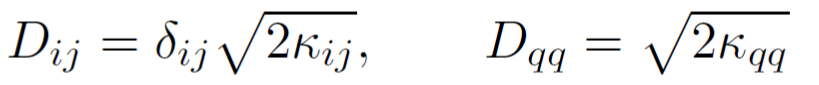 D_{ij} = δ_{ij}√(2κ_{ij}), D_{qq} = √(2κ_{qq})